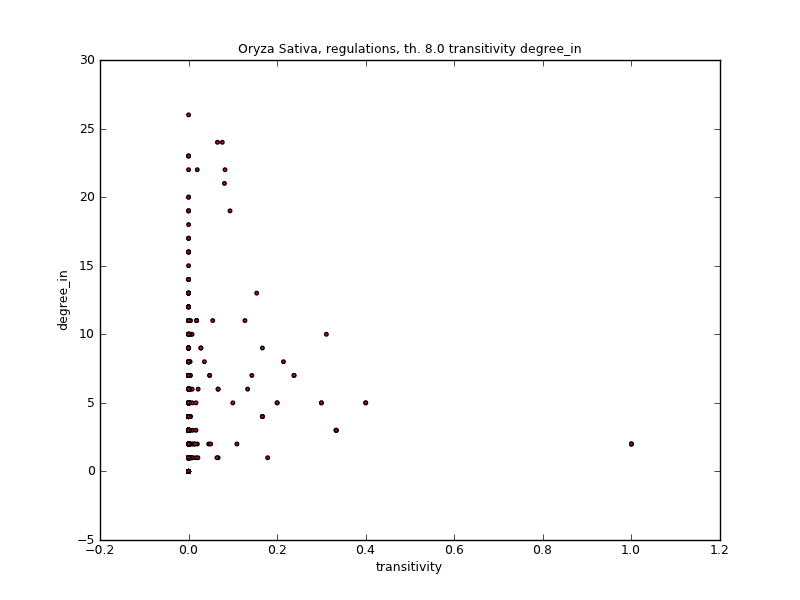 Oryza Sativa, regulations, th. 8.0 transitivity degree_in
30
25
20
15
10
5
0
−5
degree_in
−0.2 0.0 0.2 0.4 0.6 0.8 1.0 1.2
transitivity